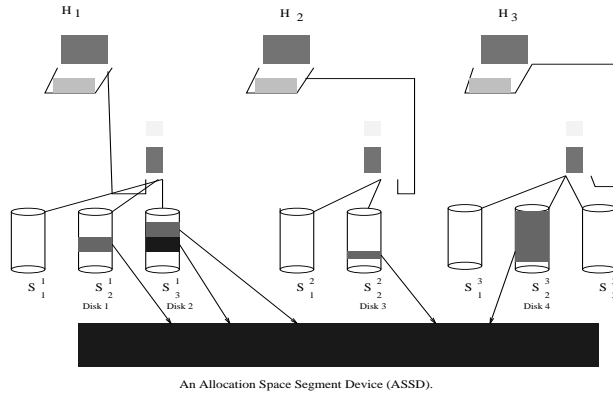 H 1
H 2
H 3
S 1 1
S 1 2
S 1 3
S 2 1
S 2 2
S 3 1
S 3 2
Disk 1
Disk 2
Disk 3
Disk 4
An Allocation Space Segment Device (ASSD).